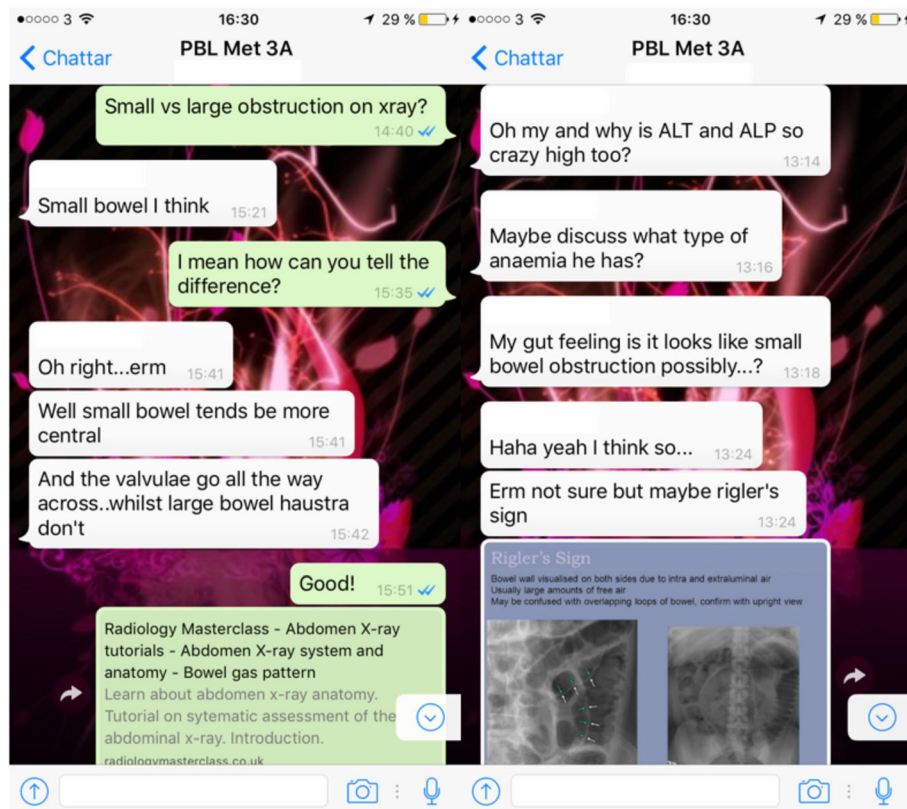 3 16:30 29 %
Chattar PBL Met 3A
Small vs large obstruction on xray?
14:40
Small bowel I think 15:21
I mean how can you tell the
difference?
15:35
Oh right...erm 15:41
Well small bowel tends be more
central
15:41
And the valvulae go all the way
across..whilst large bowel haustra
don't
15:42
Good! 15:51
Radiology Masterclass - Abdomen X-ray
tutorials - Abdomen X-ray system and
anatomy - Bowel gas pattern
Learn about abdomen x-ray anatomy.
Tutorial on sytematic assessment of the
abdominal x-ray. Introduction.
radiologymasterclass.co.uk
3 16:30 29 %
Chattar PBL Met 3A
Oh my and why is ALT and ALP so
crazy high too?
13:14
Maybe discuss what type of
anaemia he has?
13:16
My gut feeling is it looks like small
bowel obstruction possibly...?
13:18
Haha yeah I think so... 13:24
Erm not sure but maybe rigler's
sign
13:24
Rigler's Sign
Bowel wall visualised on both sides due to intra and extraluminal air
Usually large amounts of free air
May be confused with overlapping loops of bowel, confirm with upright view